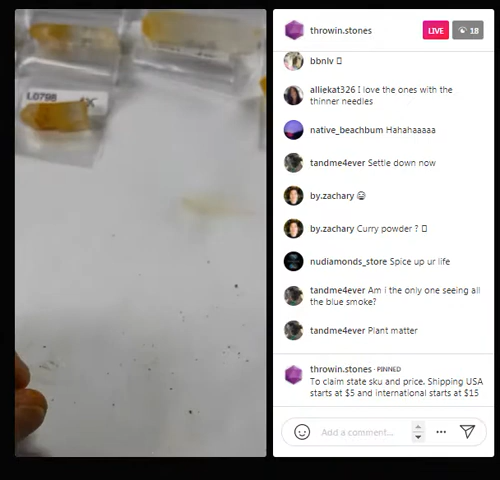 L0798 4X
throwin.stones
LIVE
18
bbnlv
alliekat326 I love the ones with the
thinner needles
native_beachbum Hahahaaaaa
tandme4ever Settle down now
by.zachary
by.zachary Curry powder ?
nudiamonds_store Spice up ur life
tandme4ever Am i the only one seeing all
the blue smoke?
tandme4ever Plant matter
throwin.stones · PINNED
To claim state sku and price. Shipping USA
starts at $5 and international starts at $15
Add a comment...